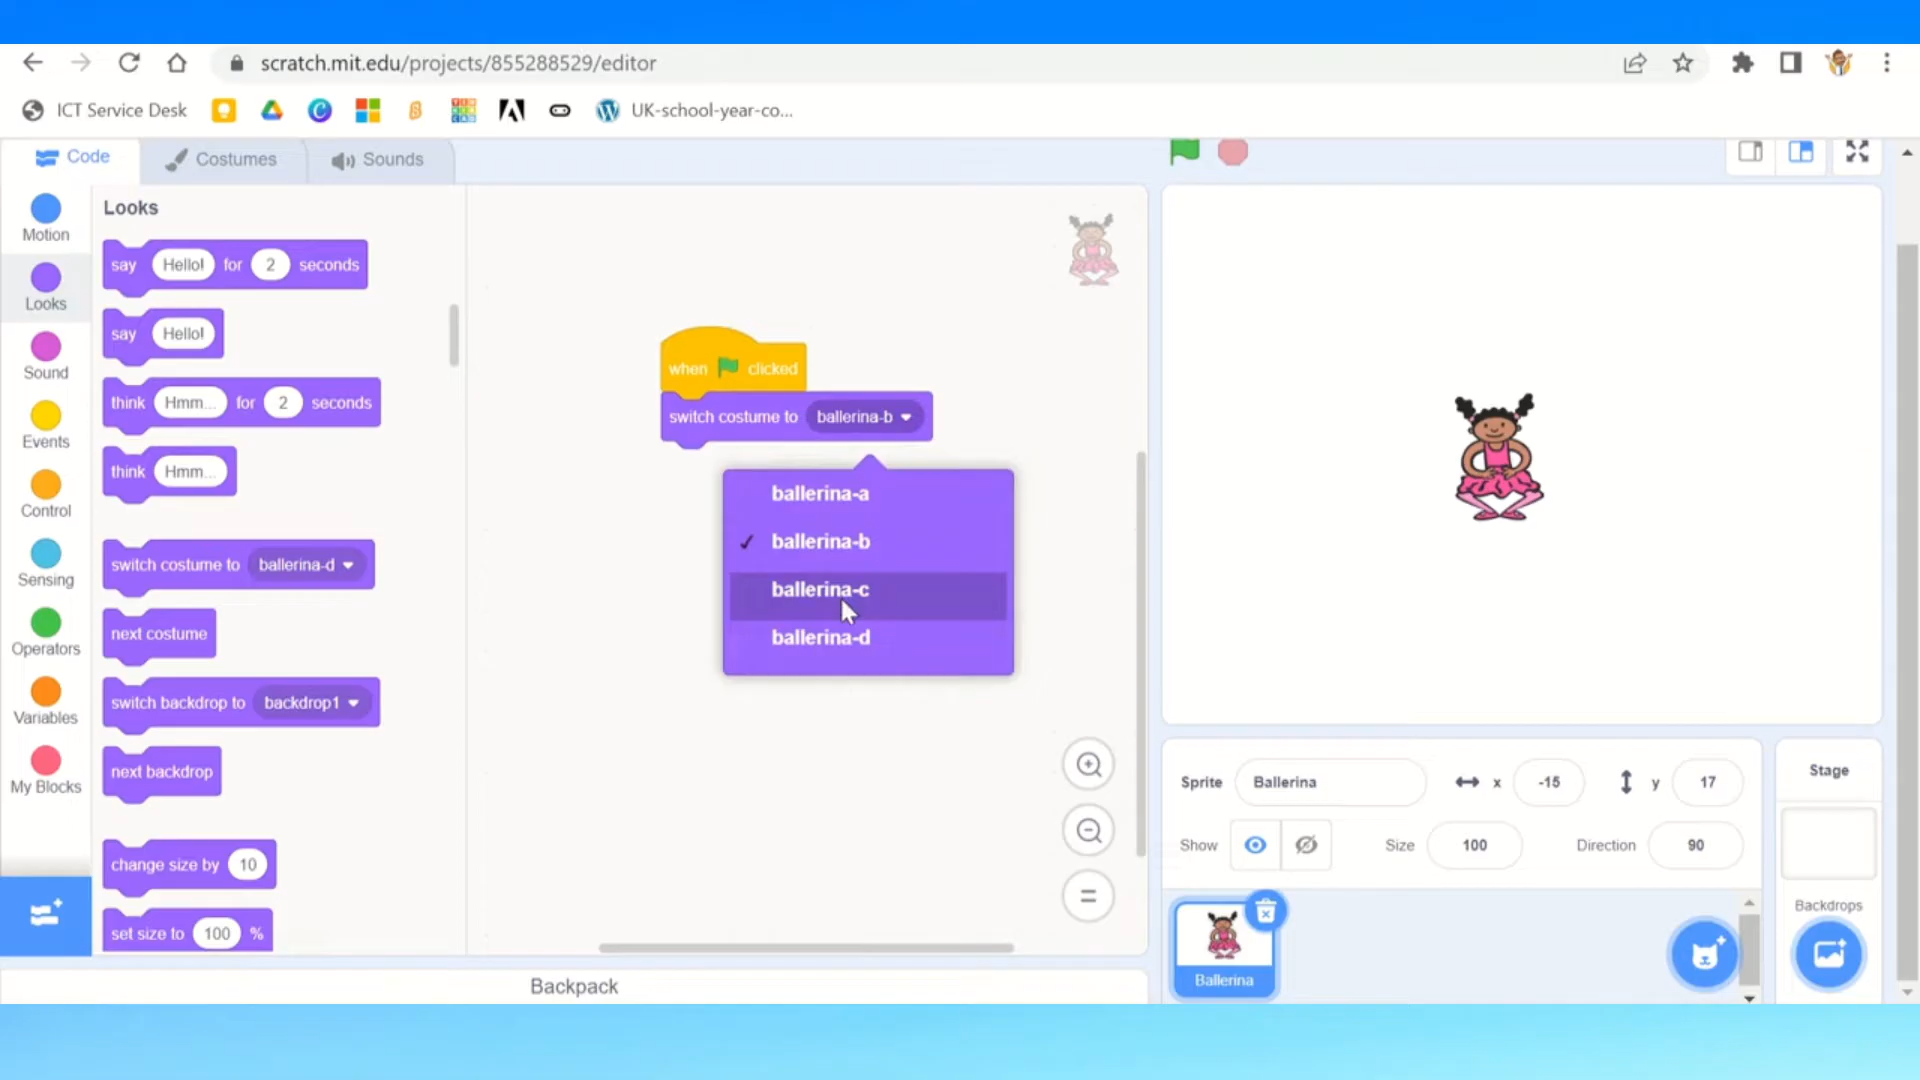 scratch.mit.edu/projects/855288529/editor
ICT Service Desk
UK-school-year-co...
Code
Costumes
Sounds
Motion
Looks
Sound
Events
Control
Sensing
Operators
Variables
My Blocks
Looks
say Hello! for 2 seconds
say Hello!
think Hmm... for 2 seconds
think Hmm...
switch costume to ballerina-d
next costume
switch backdrop to backdrop1
next backdrop
change size by 10
set size to 100 %
when clicked
switch costume to ballerina-b
ballerina-a
✓ ballerina-b
ballerina-c
ballerina-d
Backpack
Sprite Ballerina x -15 y 17
Show Size 100 Direction 90
Ballerina
Stage
Backdrops